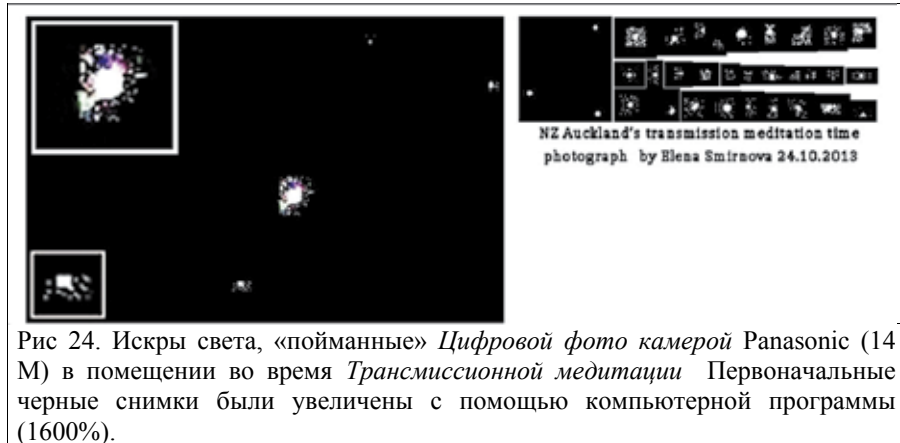 NZ Auckland's transmission meditation time
photograph by Elena Smirnova 24.10.2013
Рис 24. Искры света, «пойманные» Цифровой фото камерой Panasonic (14
М) в помещении во время Трансмиссионной медитации Первоначальные
черные снимки были увеличены с помощью компьютерной программы
(1600%).